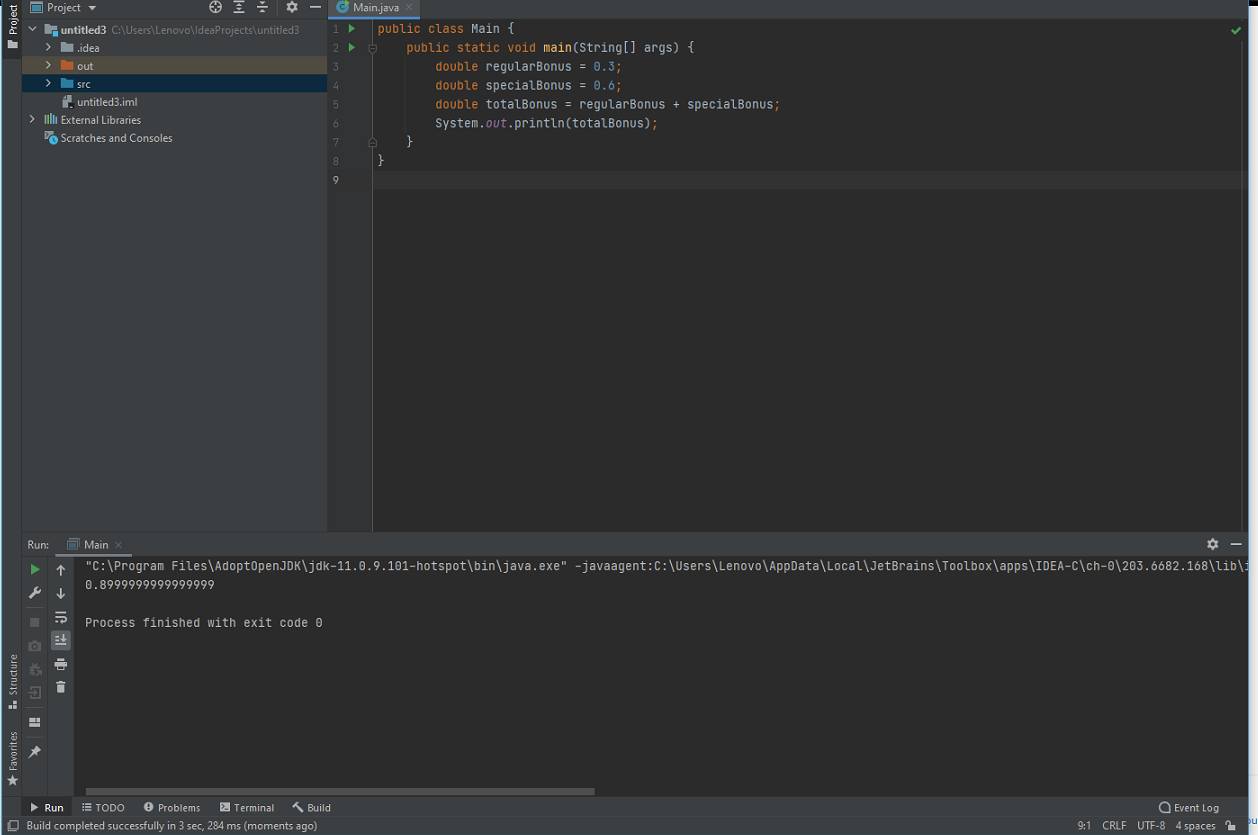 Project
Project
Main.java
untitled3 C:\Users\Lenovo\IdeaProjects\untitled3
.idea
out
src
untitled3.iml
External Libraries
Scratches and Consoles
1 public class Main {
2 public static void main(String[] args) {
3 double regularBonus = 0.3;
4 double specialBonus = 0.6;
5 double totalBonus = regularBonus + specialBonus;
6 System.out.println(totalBonus);
7 }
8 }
9
Run: Main
"C:\Program Files\AdoptOpenJDK\jdk-11.0.9.101-hotspot\bin\java.exe" -javaagent:C:\Users\Lenovo\AppData\Local\JetBrains\Toolbox\apps\IDEA-C\ch-0\203.6682.168\lib\i
0.8999999999999999
Process finished with exit code 0
Structure
Favorites
Run TODO Problems Terminal Build Event Log
Build completed successfully in 3 sec, 284 ms (moments ago) 9:1 CRLF UTF-8 4 spaces